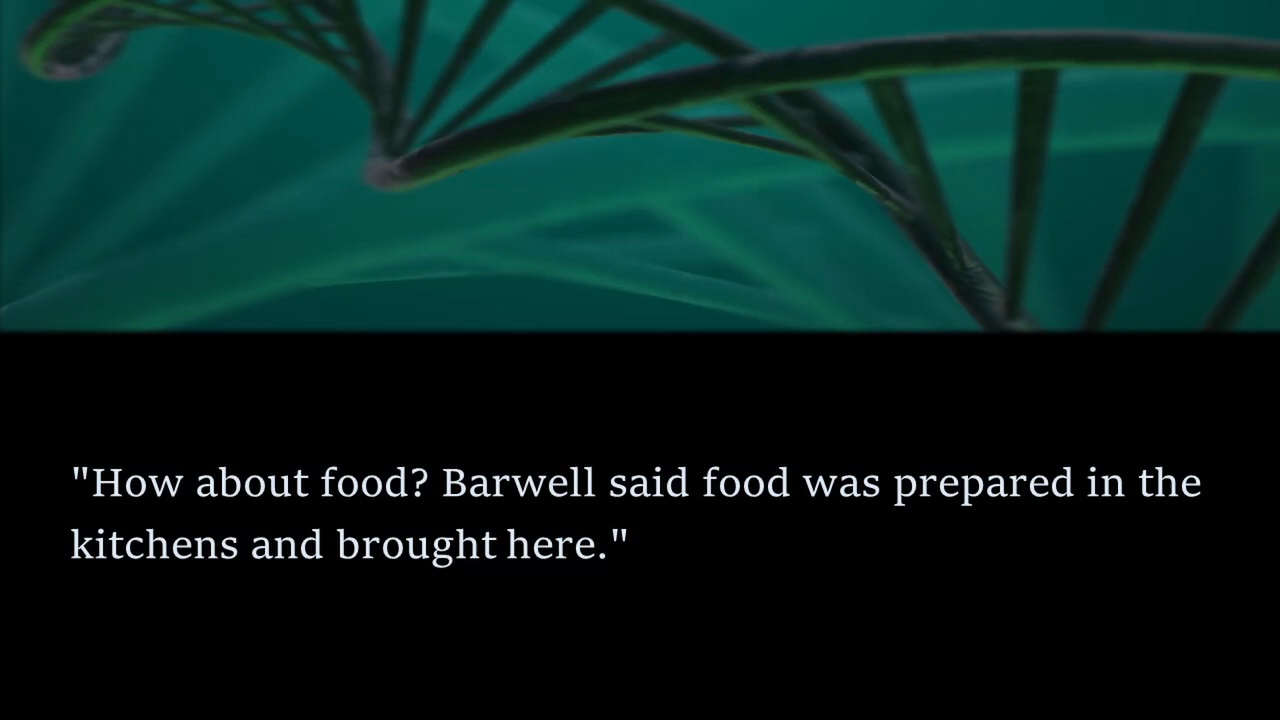 "How about food? Barwell said food was prepared in the
kitchens and brought here."